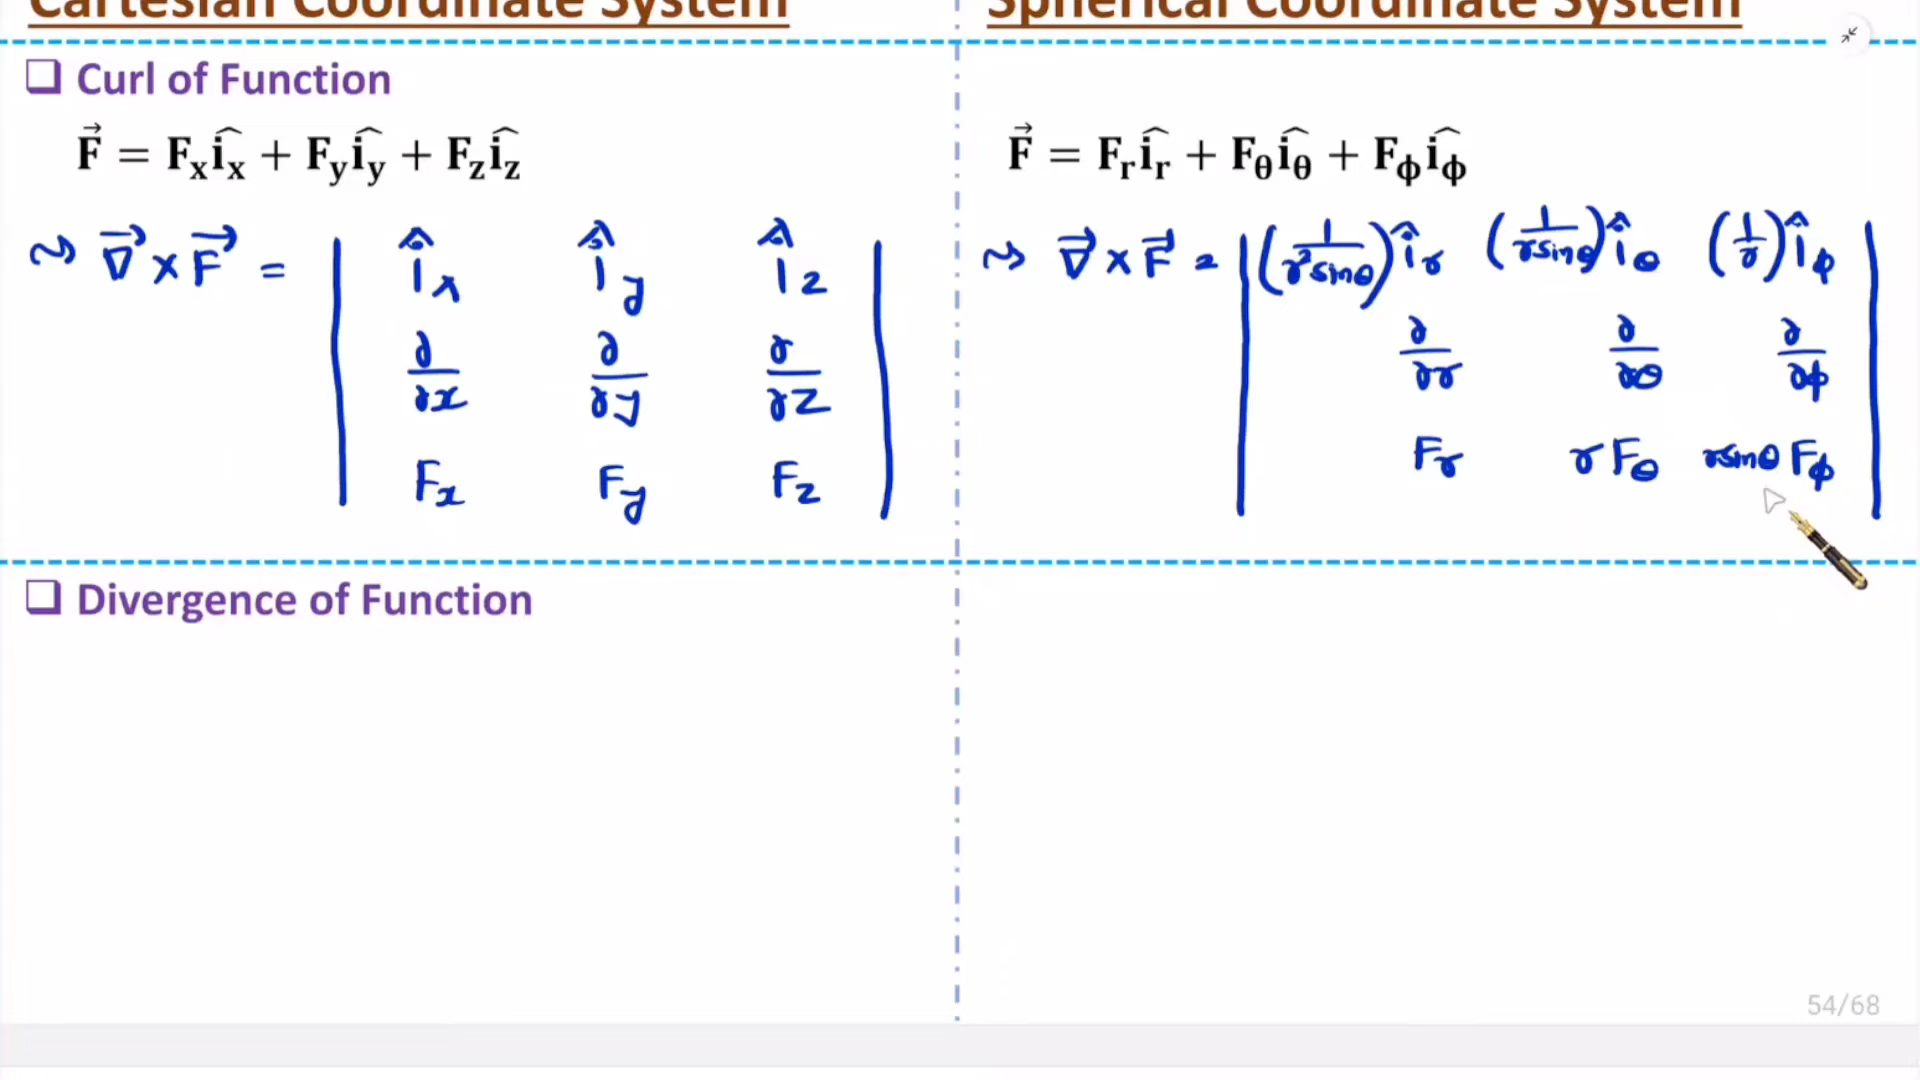 Cartesian Coordinate System
Spherical Coordinate System
❑ Curl of Function
F⃗ = Fₓîₓ + F_yî_y + F_zî_z
F⃗ = F_rî_r + F_θî_θ + F_ϕî_ϕ
⇝ ∇⃗ × F⃗ = | îₓ î_y î_z |
∂/∂x ∂/∂y ∂/∂z
Fₓ F_y F_z
⇝ ∇⃗ × F⃗ = | (1/r² sinθ) î_r (1/r sinθ) î_θ (1/r) î_ϕ |
∂/∂r ∂/∂θ ∂/∂ϕ
F_r r F_θ r sinθ F_ϕ
❑ Divergence of Function
54/68